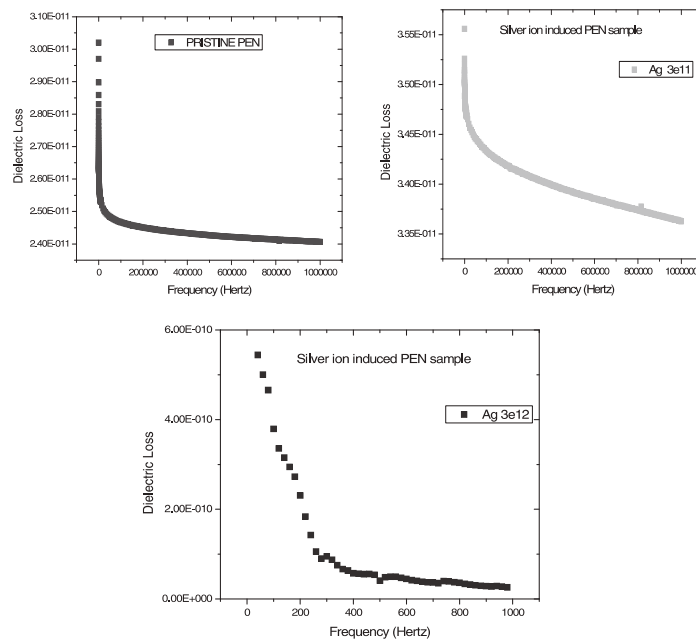 3.10E-011
3.00E-011
2.90E-011
2.80E-011
2.70E-011
2.60E-011
2.50E-011
2.40E-011
Dielectric Loss
PRISTINE PEN
0 200000 400000 600000 800000 1000000
Frequency (Hertz)
3.55E-011
3.50E-011
3.45E-011
3.40E-011
3.35E-011
Dielectric Loss
Silver ion induced PEN sample
Ag 3e11
0 200000 400000 600000 800000 1000000
Frequency (Hertz)
6.00E-010
4.00E-010
2.00E-010
0.00E+000
Dielectric Loss
Silver ion induced PEN sample
Ag 3e12
0 200 400 600 800 1000
Frequency (Hertz)